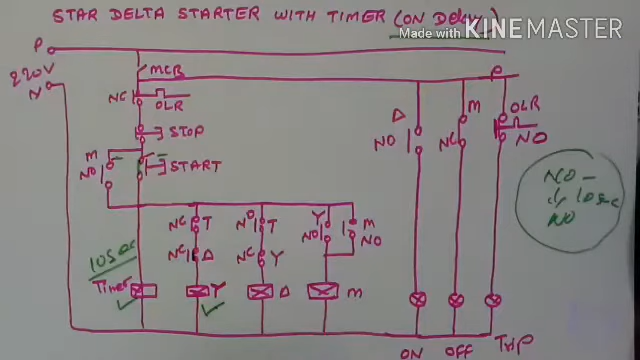 STAR DELTA STARTER WITH TIMER (ON Delay)
Made with KINEMASTER
P
MCB
P
220V
N
NC
OLR
OLR
Δ
M
NO
STOP
NO
NC
M
NO
START
NC T
NO T
Y
NO
M
NO
NC Δ
NC Y
10Sec
Timer
Y
Δ
M
ON
OFF
Trip
10sec
NO